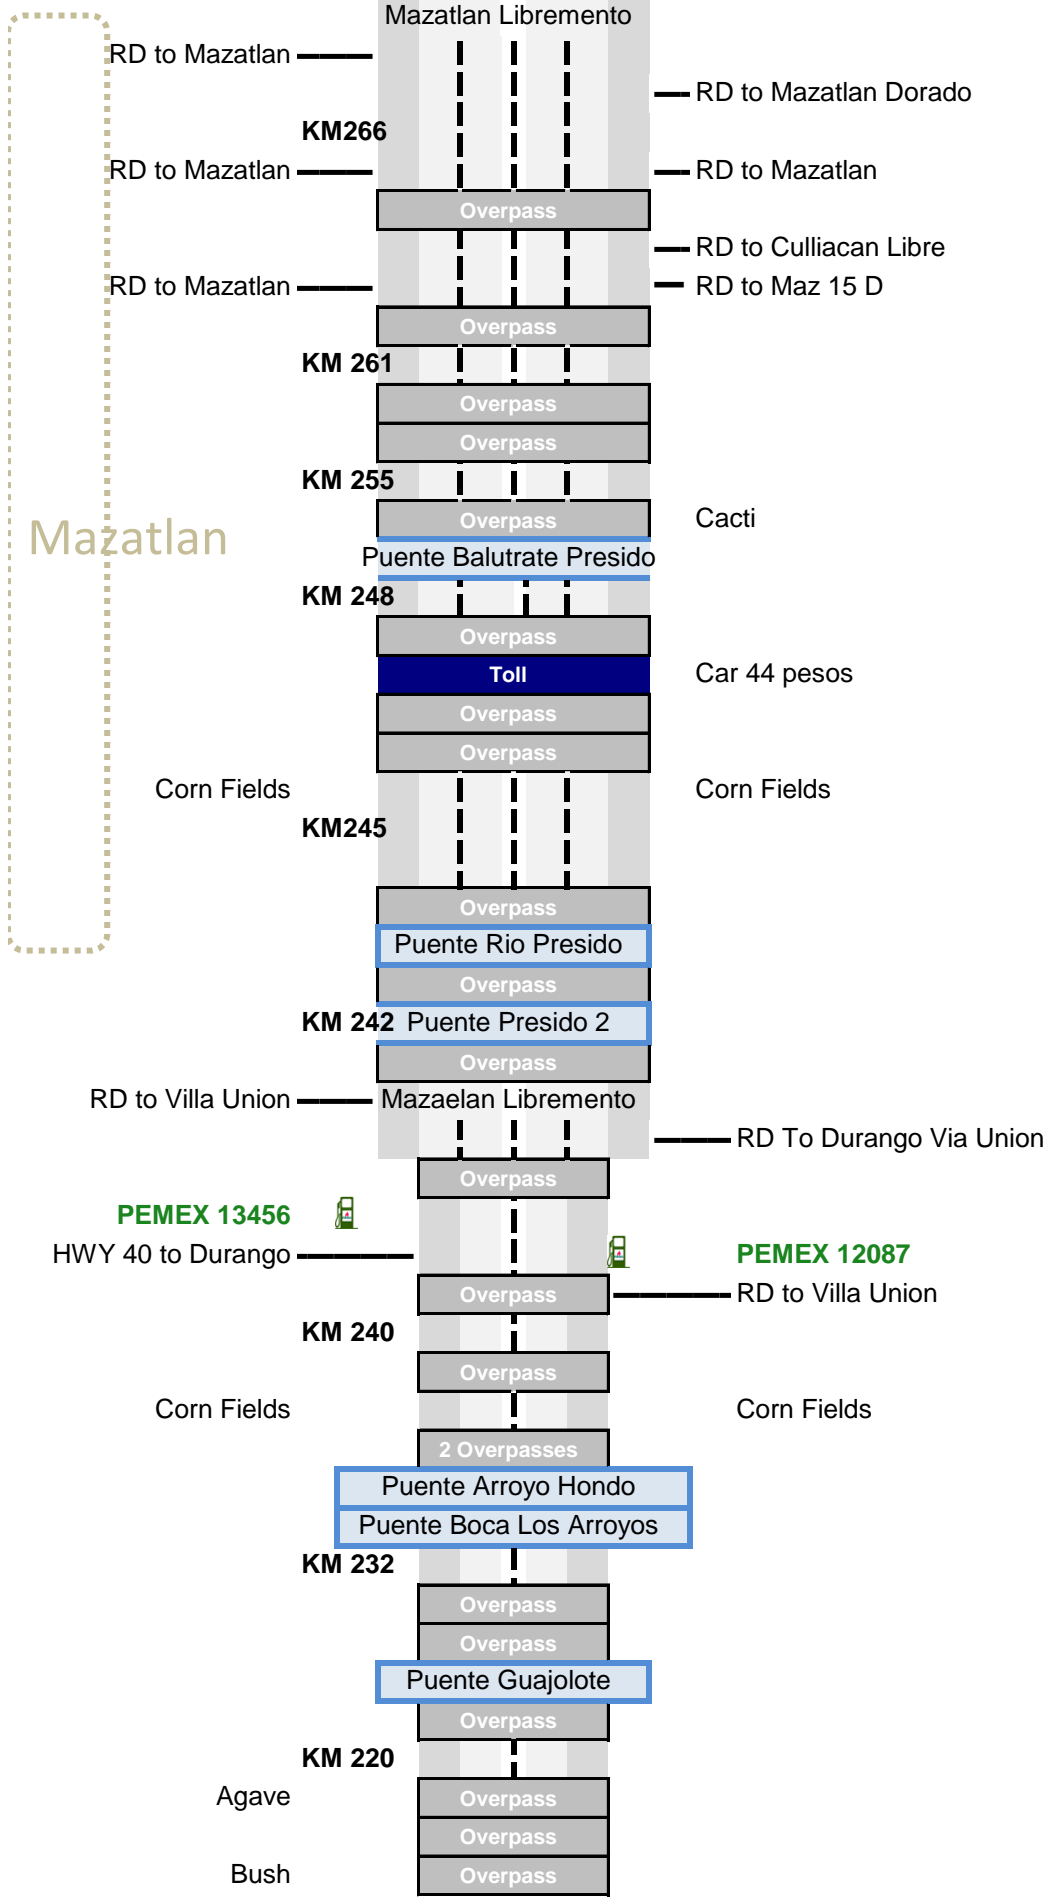 Mazatlan Libremento
RD to Mazatlan
RD to Mazatlan Dorado
KM266
RD to Mazatlan
RD to Mazatlan
Overpass
RD to Culliacan Libre
RD to Mazatlan
RD to Maz 15 D
Overpass
KM 261
Overpass
Overpass
KM 255
Overpass
Cacti
Mazatlan
Puente Balutrate Presido
KM 248
Overpass
Toll
Car 44 pesos
Overpass
Overpass
Corn Fields
Corn Fields
KM245
Overpass
Puente Rio Presido
Overpass
KM 242
Puente Presido 2
Overpass
RD to Villa Union
Mazaelan Libremento
RD To Durango Via Union
Overpass
PEMEX 13456
HWY 40 to Durango
PEMEX 12087
Overpass
RD to Villa Union
KM 240
Overpass
Corn Fields
Corn Fields
2 Overpasses
Puente Arroyo Hondo
Puente Boca Los Arroyos
KM 232
Overpass
Overpass
Puente Guajolote
Overpass
KM 220
Agave
Overpass
Overpass
Bush
Overpass